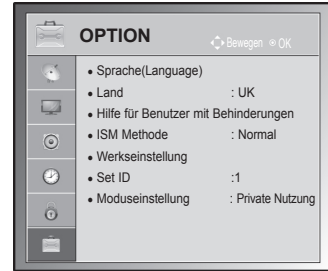 OPTION
Bewegen OK
• Sprache(Language)
• Land : UK
• Hilfe für Benutzer mit Behinderungen
• ISM Methode : Normal
• Werkseinstellung
• Set ID :1
• Moduseinstellung : Private Nutzung